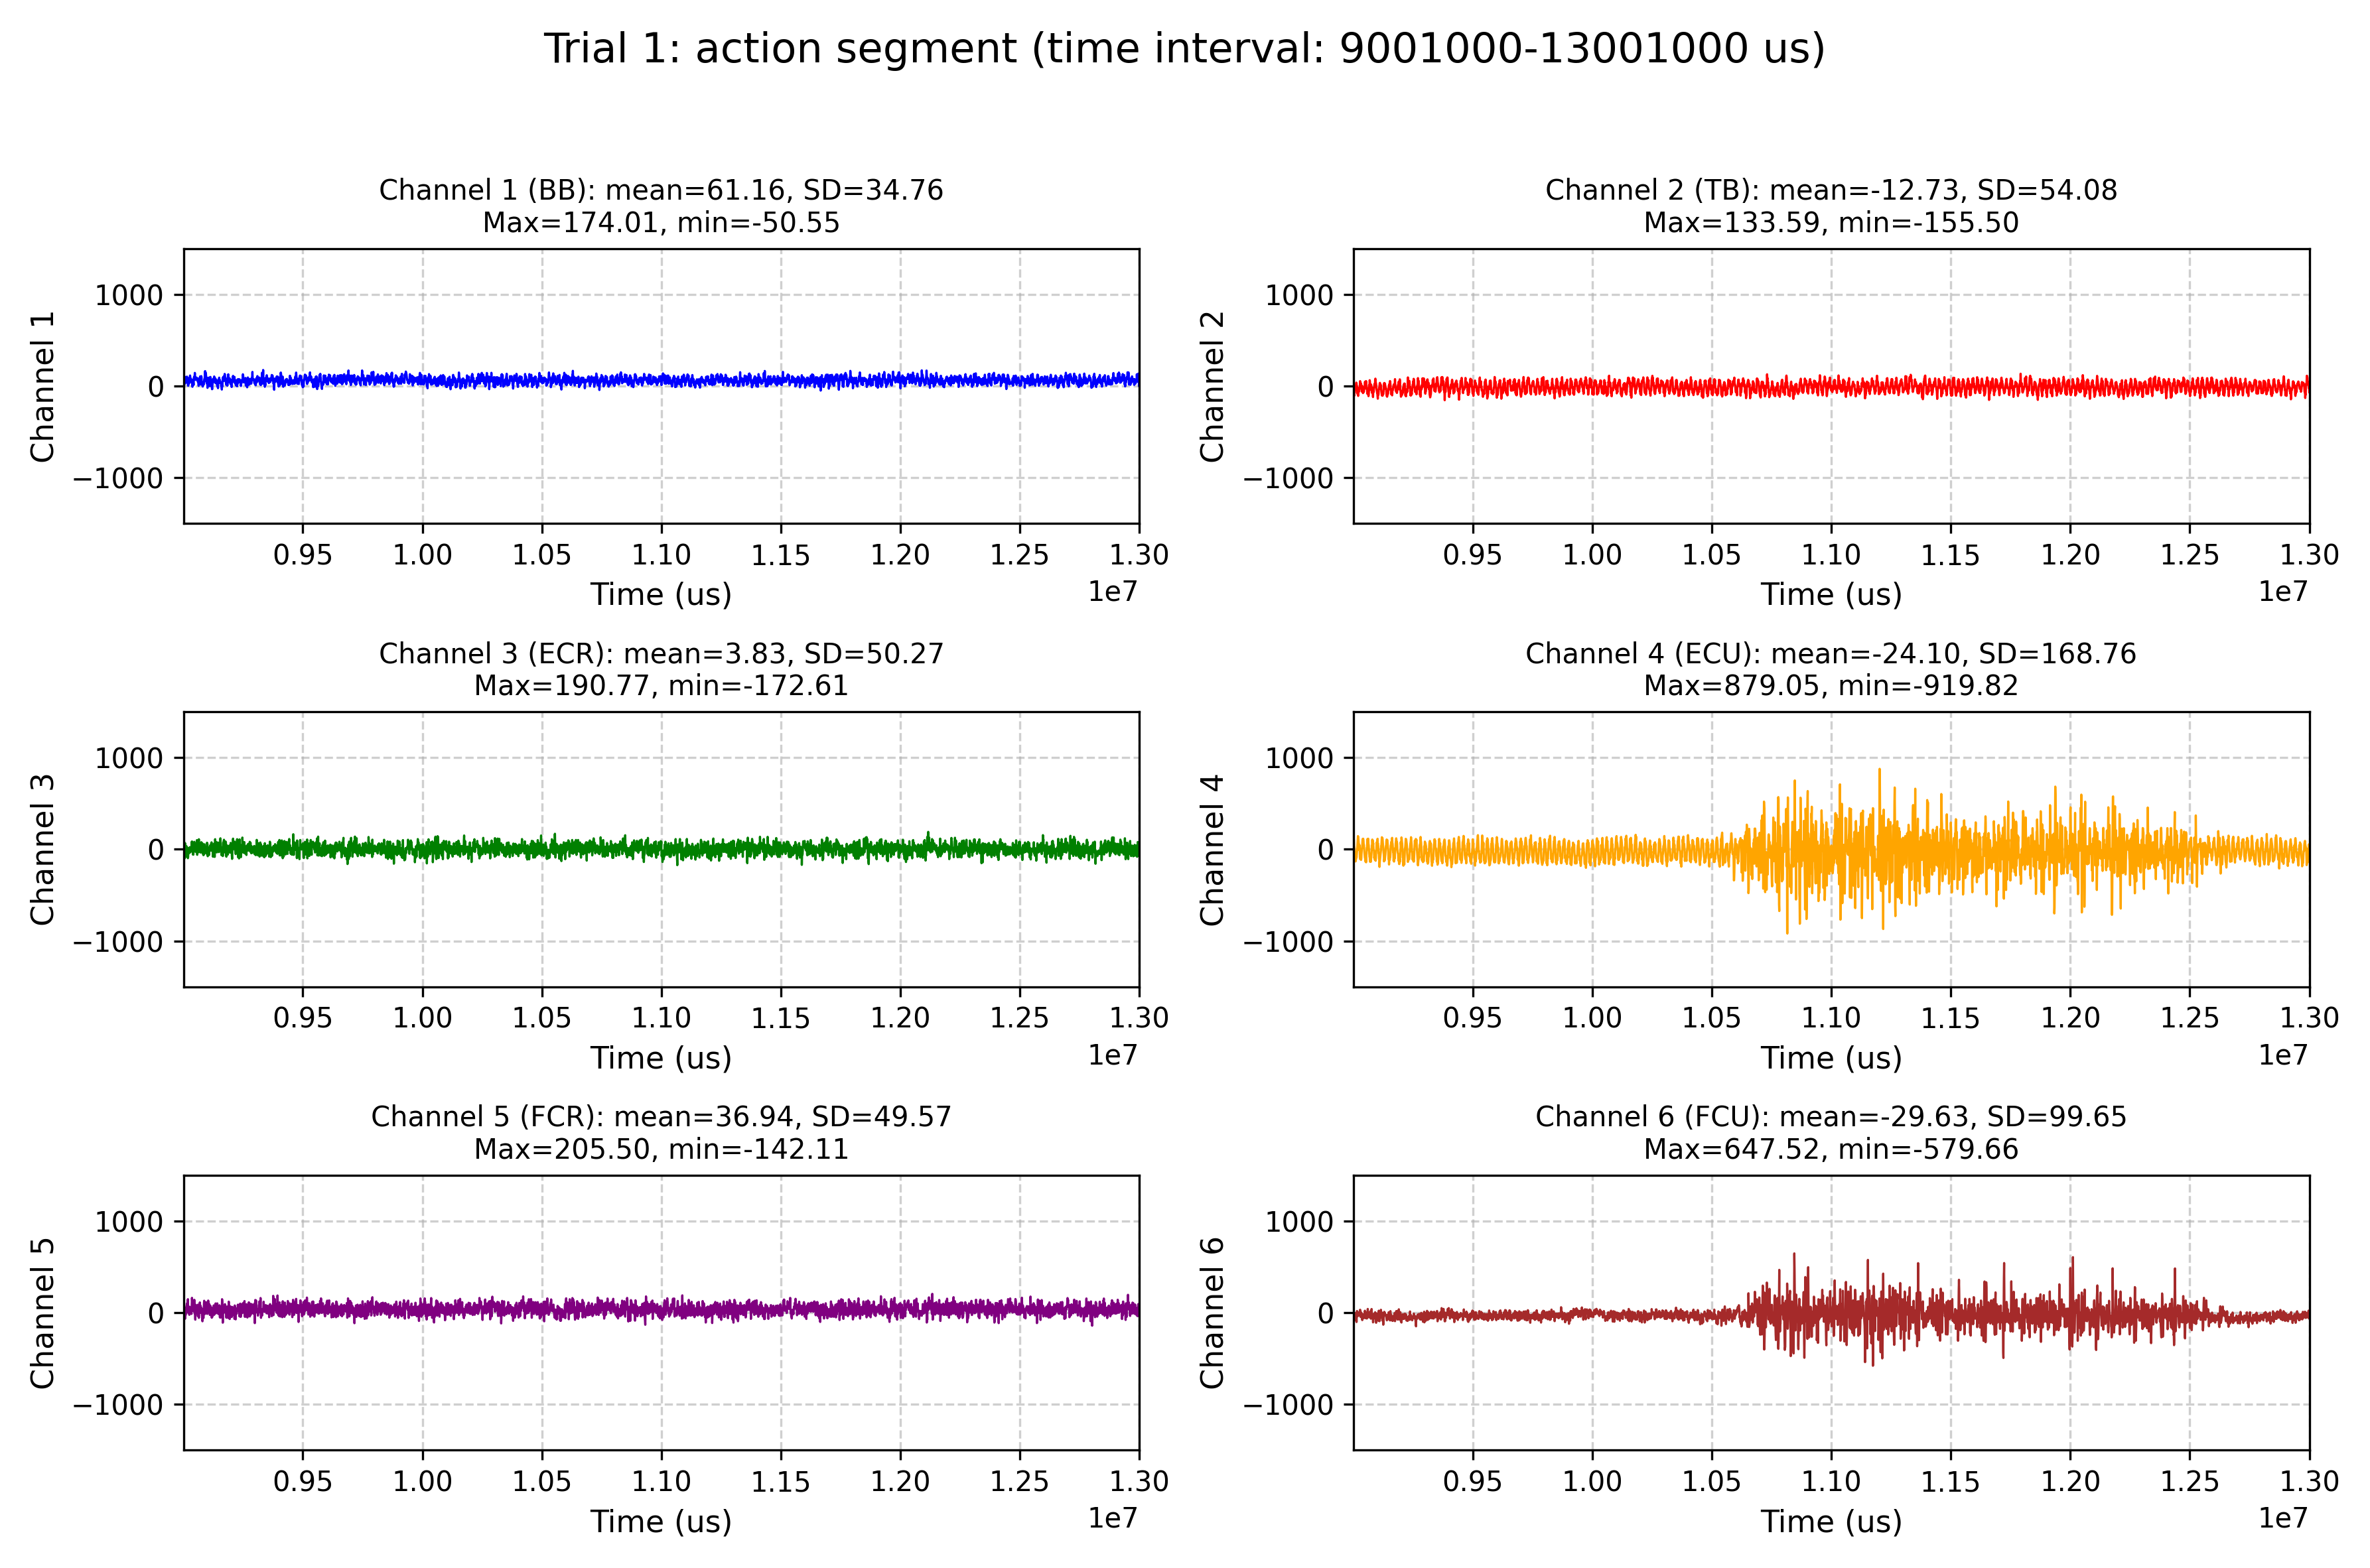 Trial 1: action segment (time interval: 9001000-13001000 us)
Channel 1 (BB): mean=61.16, SD=34.76
Max=174.01, min=-50.55
Channel 1
1000
0
−1000
0.95 1.00 1.05 1.10 1.15 1.20 1.25 1.30
Time (us)
1e7
Channel 2 (TB): mean=-12.73, SD=54.08
Max=133.59, min=-155.50
Channel 2
1000
0
−1000
0.95 1.00 1.05 1.10 1.15 1.20 1.25 1.30
Time (us)
1e7
Channel 3 (ECR): mean=3.83, SD=50.27
Max=190.77, min=-172.61
Channel 3
1000
0
−1000
0.95 1.00 1.05 1.10 1.15 1.20 1.25 1.30
Time (us)
1e7
Channel 4 (ECU): mean=-24.10, SD=168.76
Max=879.05, min=-919.82
Channel 4
1000
0
−1000
0.95 1.00 1.05 1.10 1.15 1.20 1.25 1.30
Time (us)
1e7
Channel 5 (FCR): mean=36.94, SD=49.57
Max=205.50, min=-142.11
Channel 5
1000
0
−1000
0.95 1.00 1.05 1.10 1.15 1.20 1.25 1.30
Time (us)
1e7
Channel 6 (FCU): mean=-29.63, SD=99.65
Max=647.52, min=-579.66
Channel 6
1000
0
−1000
0.95 1.00 1.05 1.10 1.15 1.20 1.25 1.30
Time (us)
1e7